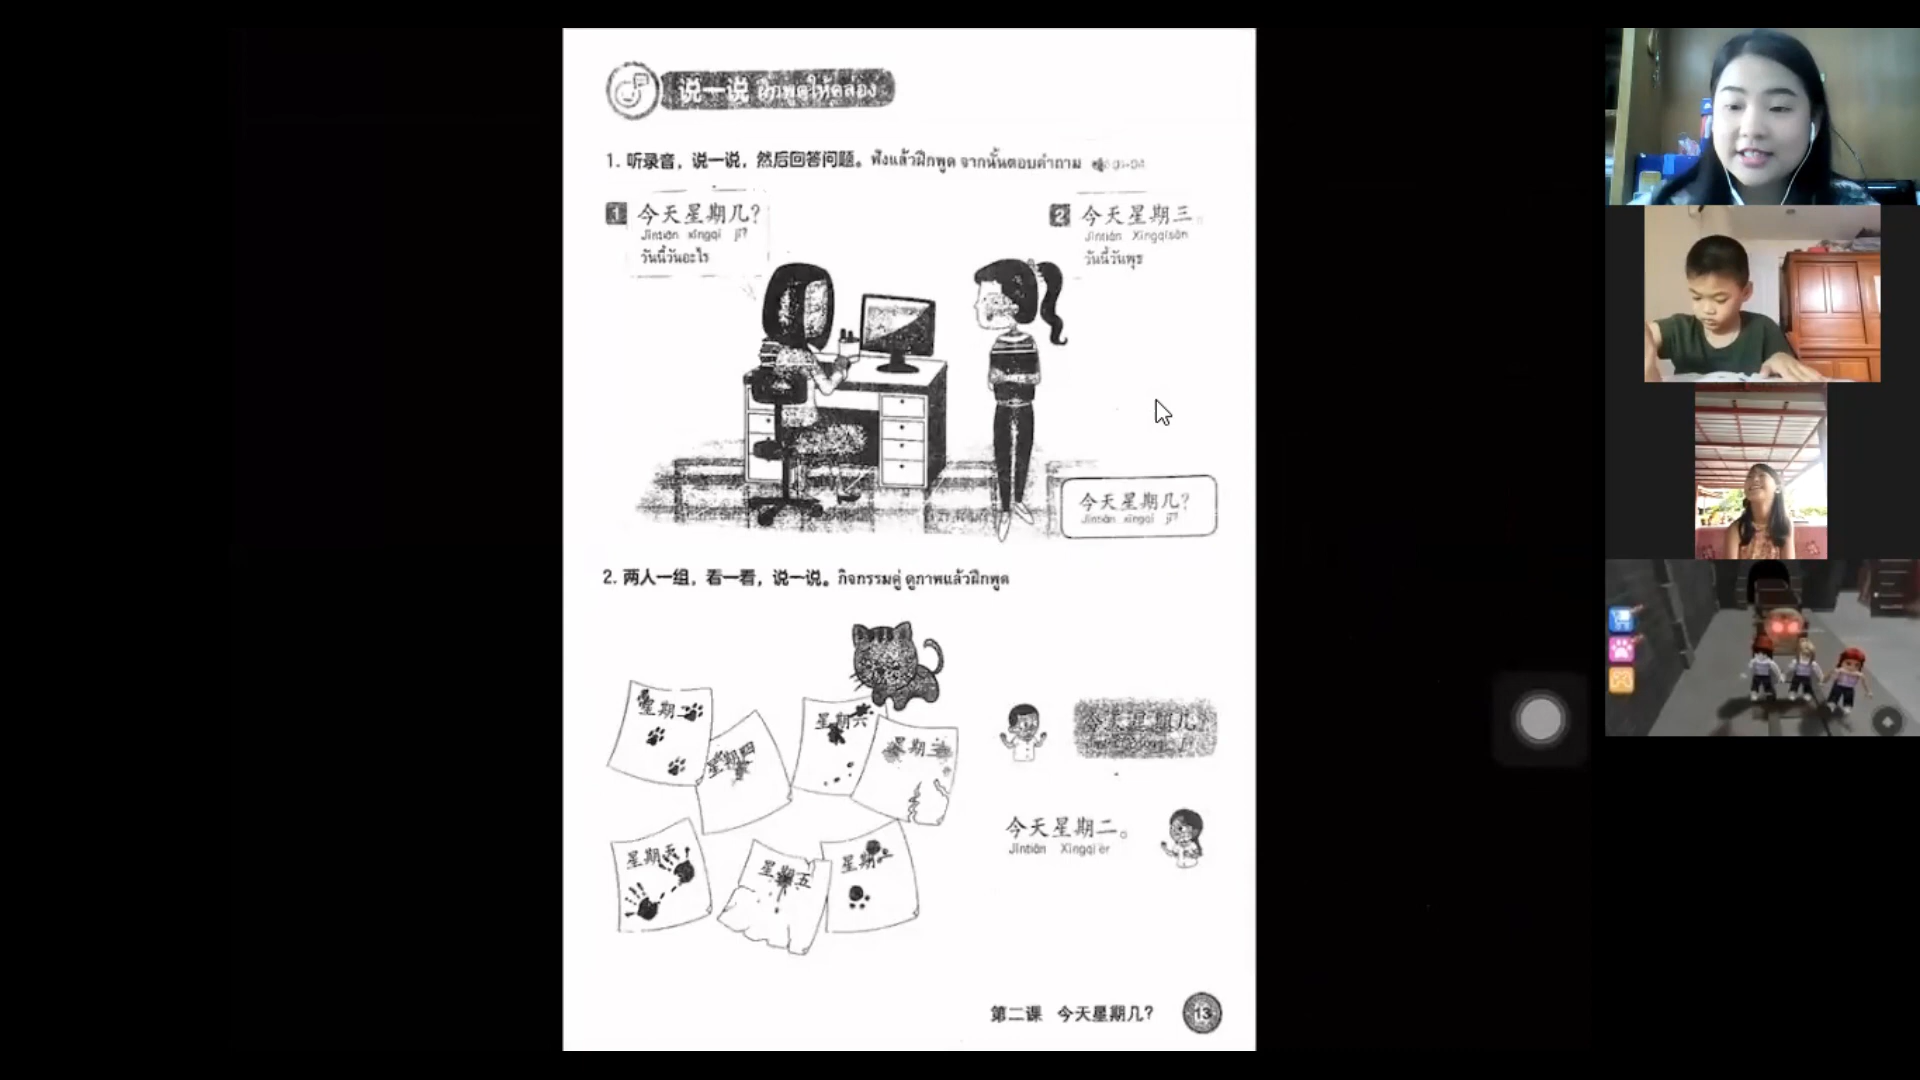 说一说 ฝึกพูดให้คล่อง
1. 听录音，说一说，然后回答问题。 ฟังแล้วฝึกพูด จากนั้นตอบคำถาม
1 今天星期几?
Jīntiān xīngqī jǐ?
วันนี้วันอะไร
2 今天星期三。
Jīntiān Xīngqīsān
วันนี้วันพุธ
今天星期几?
Jīntiān xīngqī jǐ?
2. 两人一组，看一看，说一说。 กิจกรรมคู่ ดูภาพแล้วฝึกพูด
星期二
星期四
星期六
星期三
今天星期几?
今天星期二。
Jīntiān Xīngqī'èr
星期天
星期五
星期一
第二课 今天星期几? 13